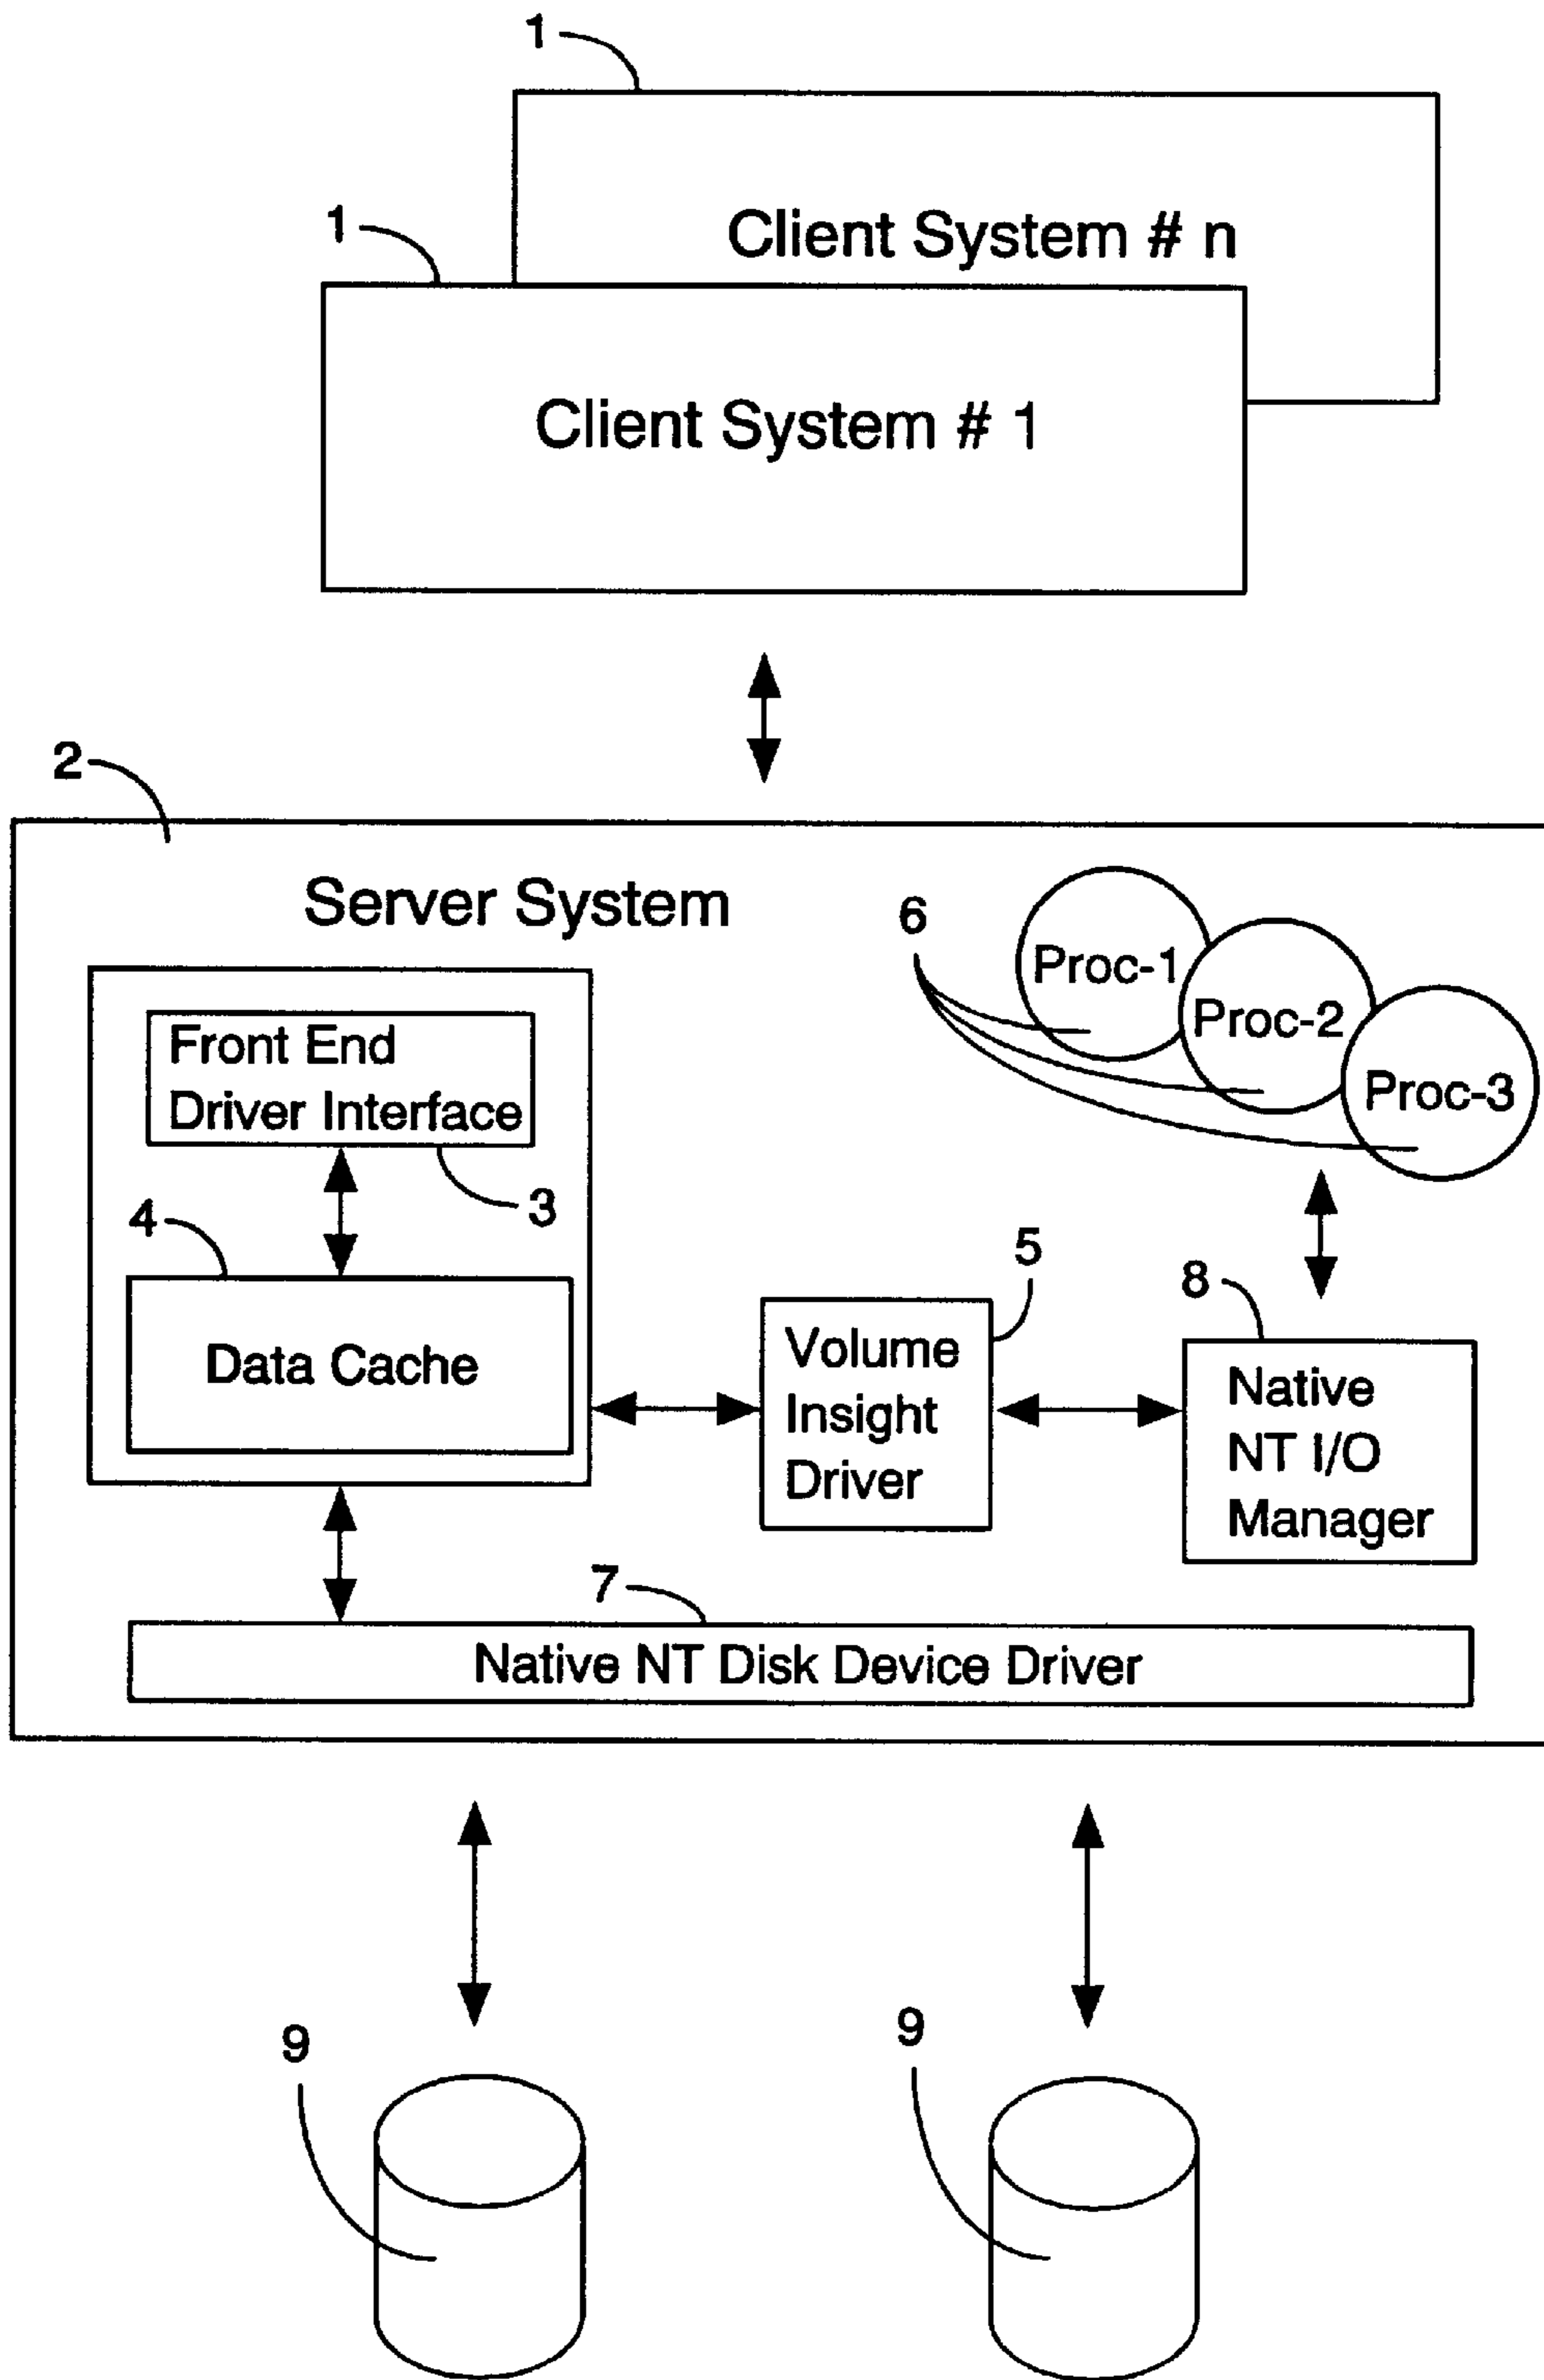 1
Client System # n
1
Client System # 1
2
Server System
6
Proc-1
Proc-2
Proc-3
Front End
Driver Interface
3
4
Data Cache
5
Volume
Insight
Driver
8
Native
NT I/O
Manager
7
Native NT Disk Device Driver
9
9